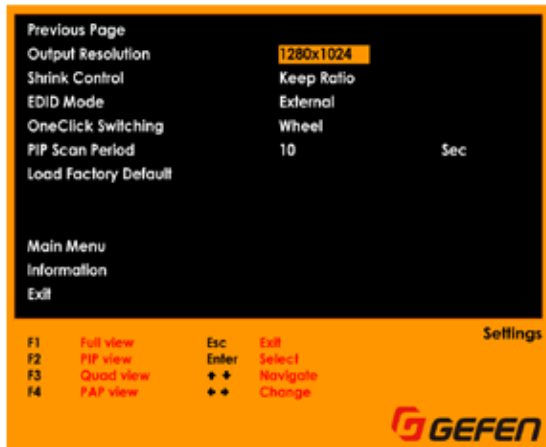 Previous Page
Output Resolution 1280x1024
Shrink Control Keep Ratio
EDID Mode External
OneClick Switching Wheel
PIP Scan Period 10 Sec
Load Factory Default
Main Menu
Information
Exit
Settings
F1 Full view Esc Exit
F2 PIP view Enter Select
F3 Quad view Navigate
F4 PAP view Change
GEFEN